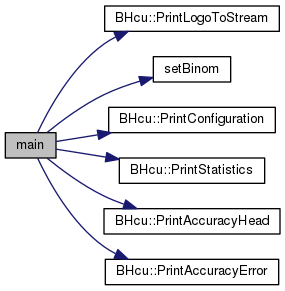 BHcu::PrintLogoToStream
setBinom
BHcu::PrintConfiguration
main
BHcu::PrintStatistics
BHcu::PrintAccuracyHead
BHcu::PrintAccuracyError